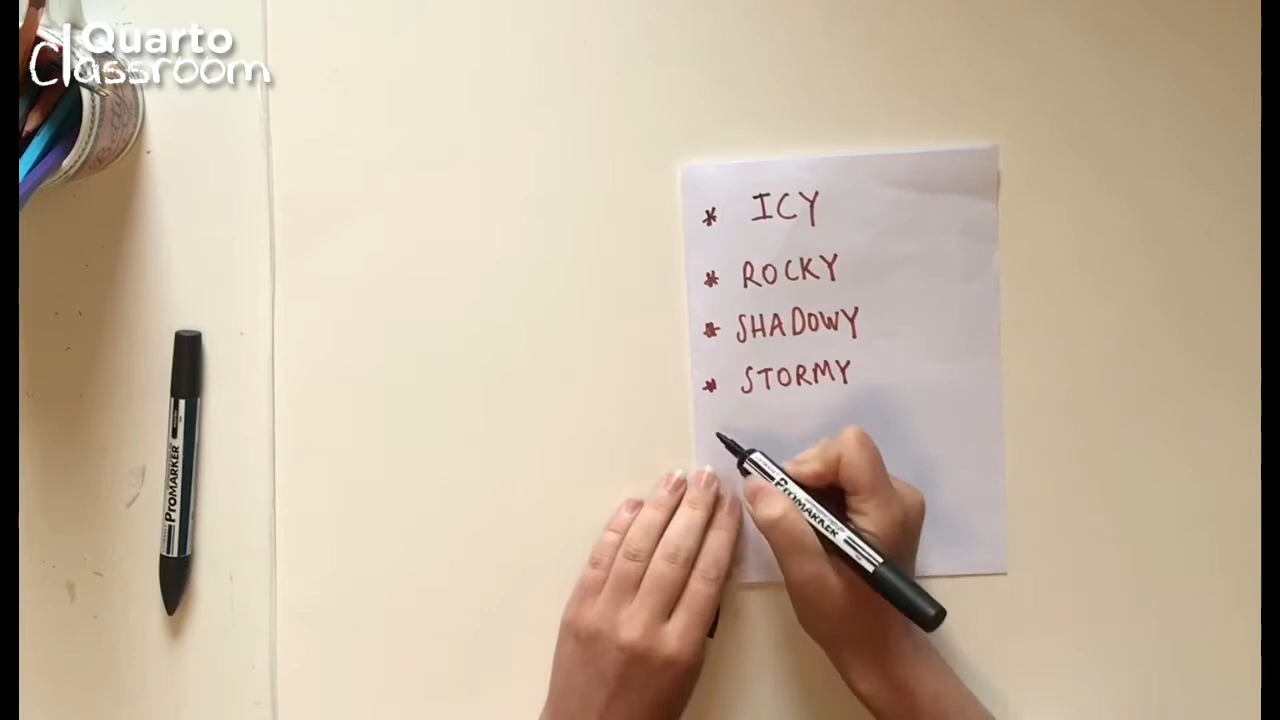 Quarto
Classroom
* ICY
* ROCKY
* SHADOWY
* STORMY
PROMARKER
PROMARKER